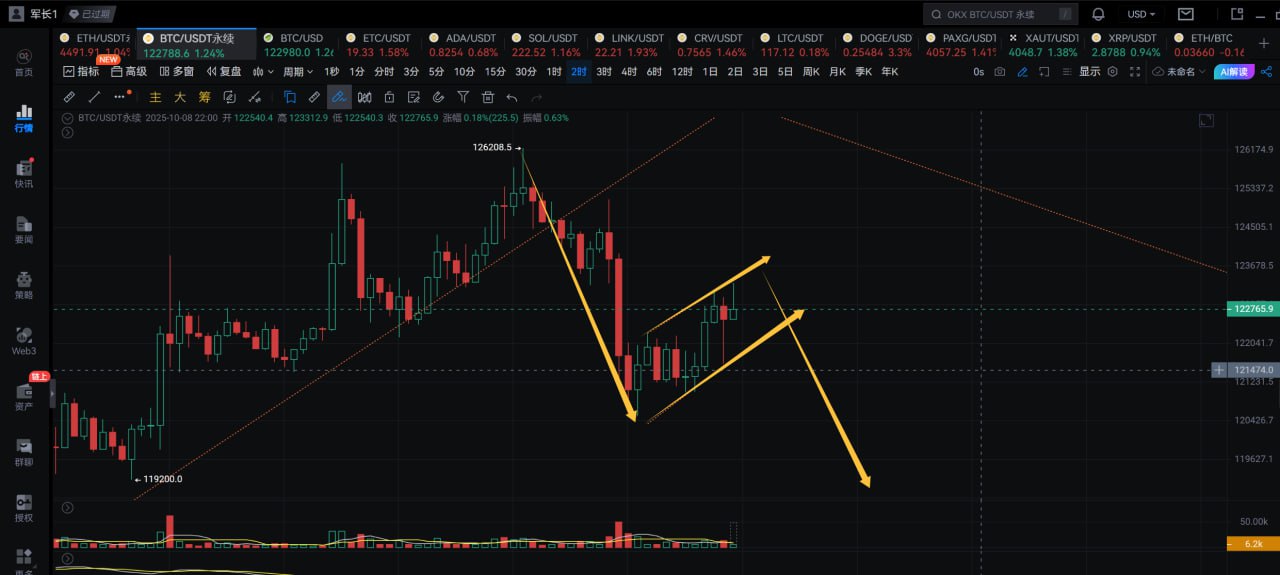 军长1 已过期
OKX BTC/USDT 永续 / USD
ETH/USDT永 BTC/USDT永续 BTC/USD ETC/USDT ADA/USDT SOL/USDT LINK/USDT CRV/USDT LTC/USDT DOGE/USD PAXG/USD1 XAUT/USD1 XRP/USDT ETH/BTC
4491.91 1.04% 122788.6 1.24% 122980.0 1.26 19.33 1.58% 0.8254 0.68% 222.52 1.16% 22.21 1.93% 0.7565 1.46% 117.12 0.18% 0.25484 3.3% 4057.25 1.41% 4048.7 1.38% 2.8788 0.94% 0.03660 -0.16
NEW
指标 高级 多窗 复盘 周期 1秒 1分 分时 3分 5分 10分 15分 30分 1时 2时 3时 4时 6时 12时 1日 2日 3日 5日 周K 月K 季K 年K 0s 显示 未命名 AI解读
主 大 筹
BTC/USDT永续 2025-10-08 22:00 开 122540.4 高 123312.9 低 122540.3 收 122765.9 涨幅 0.18%(225.5) 振幅 0.63%
首页
行情
快讯
要闻
策略
Web3
链上
资产
群聊
授权
更多
126208.5
119200.0
126174.9
125337.2
124505.1
123678.5
122765.9
122041.7
121474.0
121231.5
120426.7
119627.1
50.00k
6.2k